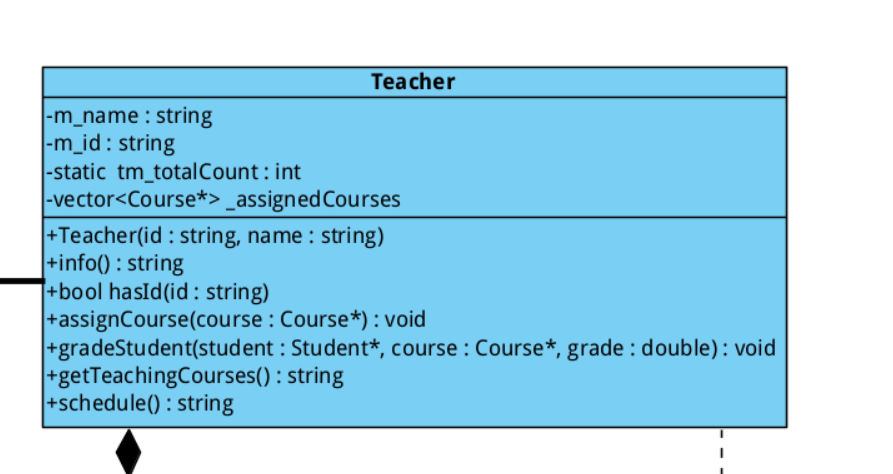 Teacher
-m_name : string
-m_id : string
-static  tm_totalCount : int
-vector<Course*> _assignedCourses
+Teacher(id : string, name : string)
+info() : string
+bool hasId(id : string)
+assignCourse(course : Course*) : void
+gradeStudent(student : Student*, course : Course*, grade : double) : void
+getTeachingCourses() : string
+schedule() : string